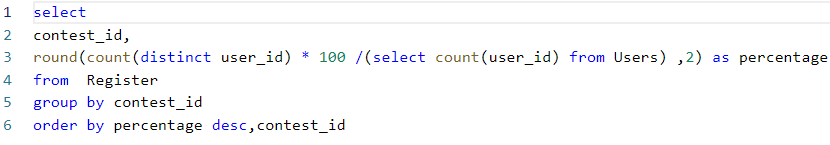 1 select
2 contest_id,
3 round(count(distinct user_id) * 100 /(select count(user_id) from Users) ,2) as percentage
4 from  Register
5 group by contest_id
6 order by percentage desc,contest_id